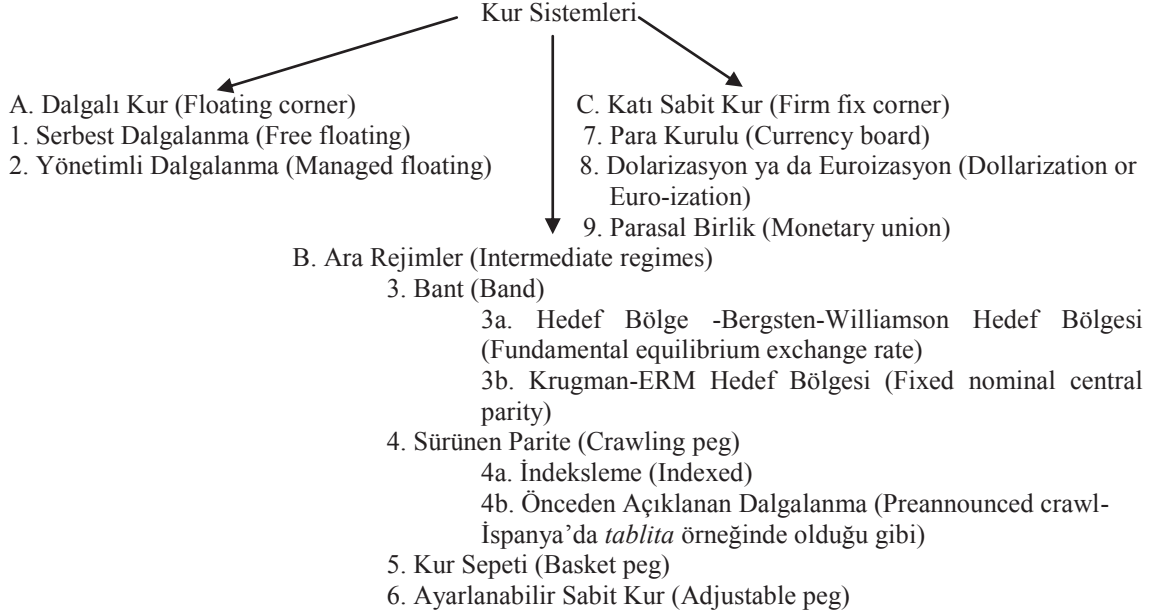 Kur Sistemleri
A. Dalgalı Kur (Floating corner)
1. Serbest Dalgalanma (Free floating)
2. Yönetimli Dalgalanma (Managed floating)
C. Katı Sabit Kur (Firm fix corner)
7. Para Kurulu (Currency board)
8. Dolarizasyon ya da Euroizasyon (Dollarization or
Euro-ization)
9. Parasal Birlik (Monetary union)
B. Ara Rejimler (Intermediate regimes)
3. Bant (Band)
3a. Hedef Bölge -Bergsten-Williamson Hedef Bölgesi
(Fundamental equilibrium exchange rate)
3b. Krugman-ERM Hedef Bölgesi (Fixed nominal central
parity)
4. Sürünen Parite (Crawling peg)
4a. İndeksleme (Indexed)
4b. Önceden Açıklanan Dalgalanma (Preannounced crawl-
İspanya’da tablita örneğinde olduğu gibi)
5. Kur Sepeti (Basket peg)
6. Ayarlanabilir Sabit Kur (Adjustable peg)